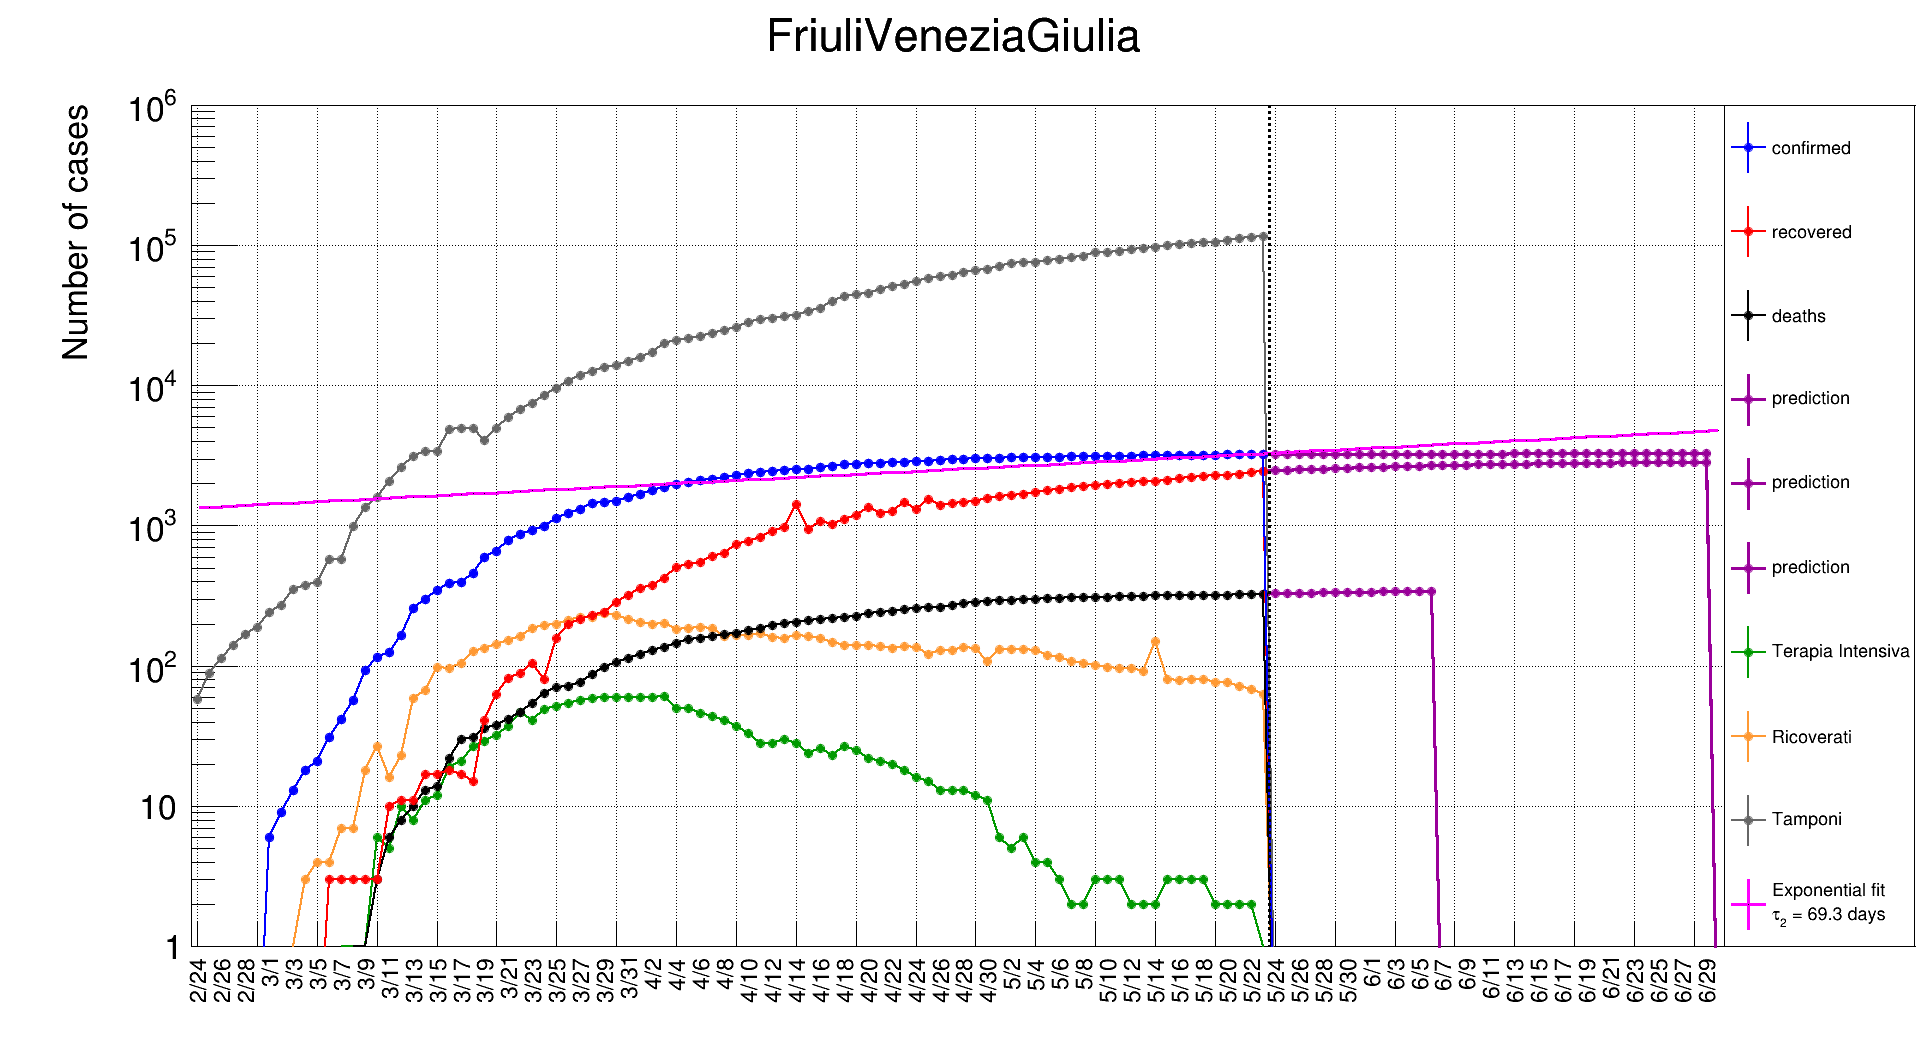 FriuliVeneziaGiulia
Number of cases
10^6
10^5
10^4
10^3
10^2
10
1
2/24 2/26 2/28 3/1 3/3 3/5 3/7 3/9 3/11 3/13 3/15 3/17 3/19 3/21 3/23 3/25 3/27 3/29 3/31 4/2 4/4 4/6 4/8 4/10 4/12 4/14 4/16 4/18 4/20 4/22 4/24 4/26 4/28 4/30 5/2 5/4 5/6 5/8 5/10 5/12 5/14 5/16 5/18 5/20 5/22 5/24 5/26 5/28 5/30 6/1 6/3 6/5 6/7 6/9 6/11 6/13 6/15 6/17 6/19 6/21 6/23 6/25 6/27 6/29
confirmed
recovered
deaths
prediction
prediction
prediction
Terapia Intensiva
Ricoverati
Tamponi
Exponential fit
τ₂ = 69.3 days